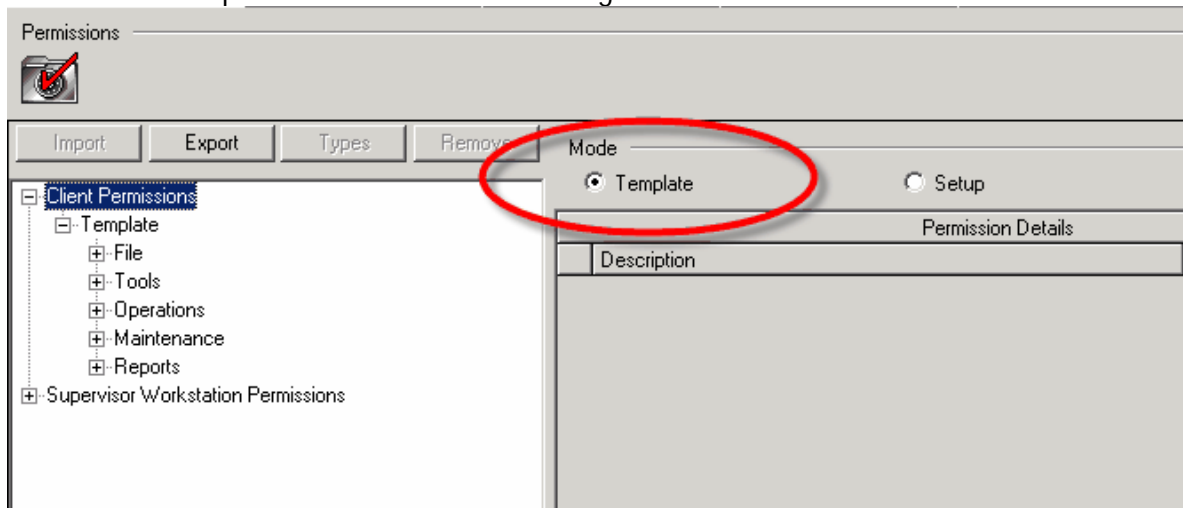 Permissions
Import Export Types Remove
Mode
Template Setup
Client Permissions
Template
File
Tools
Operations
Maintenance
Reports
Supervisor Workstation Permissions
Permission Details
Description